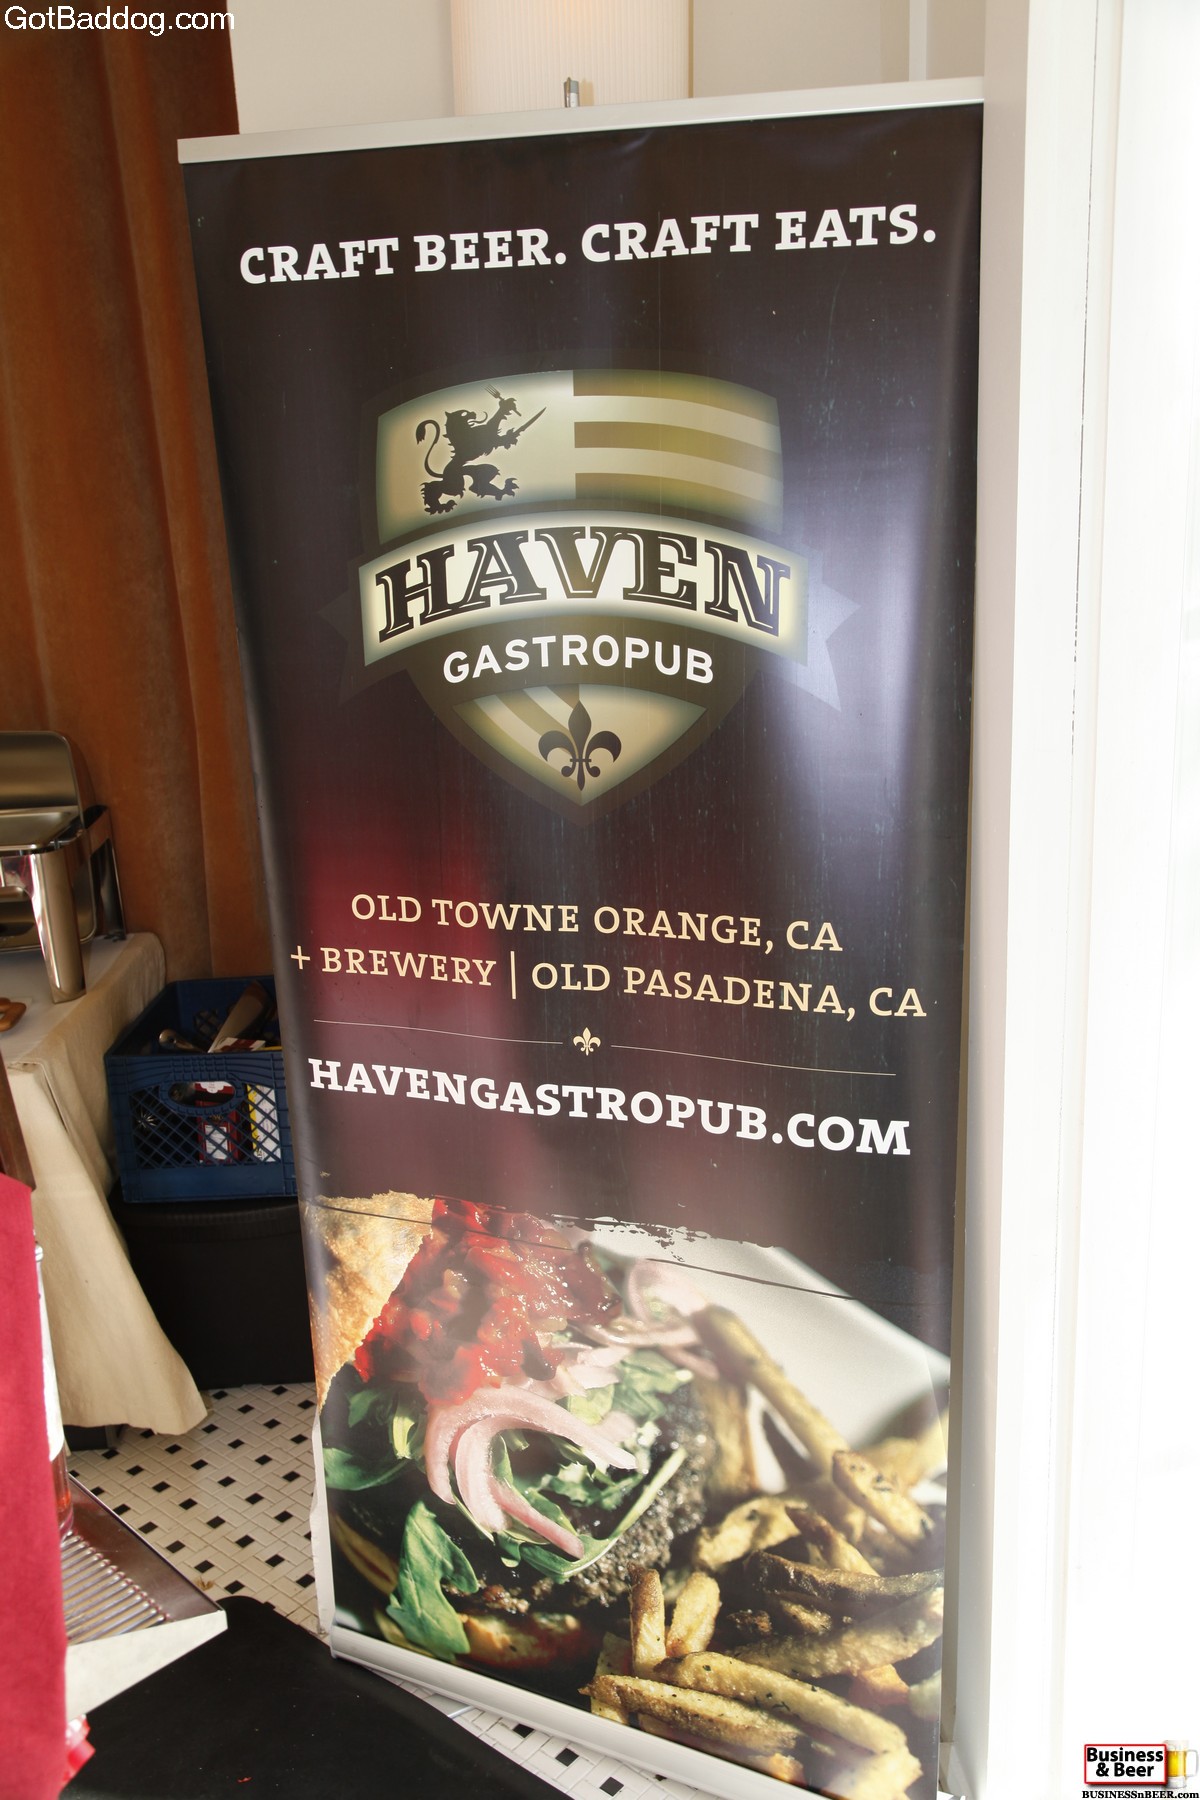 GotBaddog.com
CRAFT BEER. CRAFT EATS.
HAVEN
GASTROPUB
OLD TOWNE ORANGE, CA
+ BREWERY | OLD PASADENA, CA
HAVENGASTROPUB.COM
Business
& Beer
BUSINESSnBEER.com